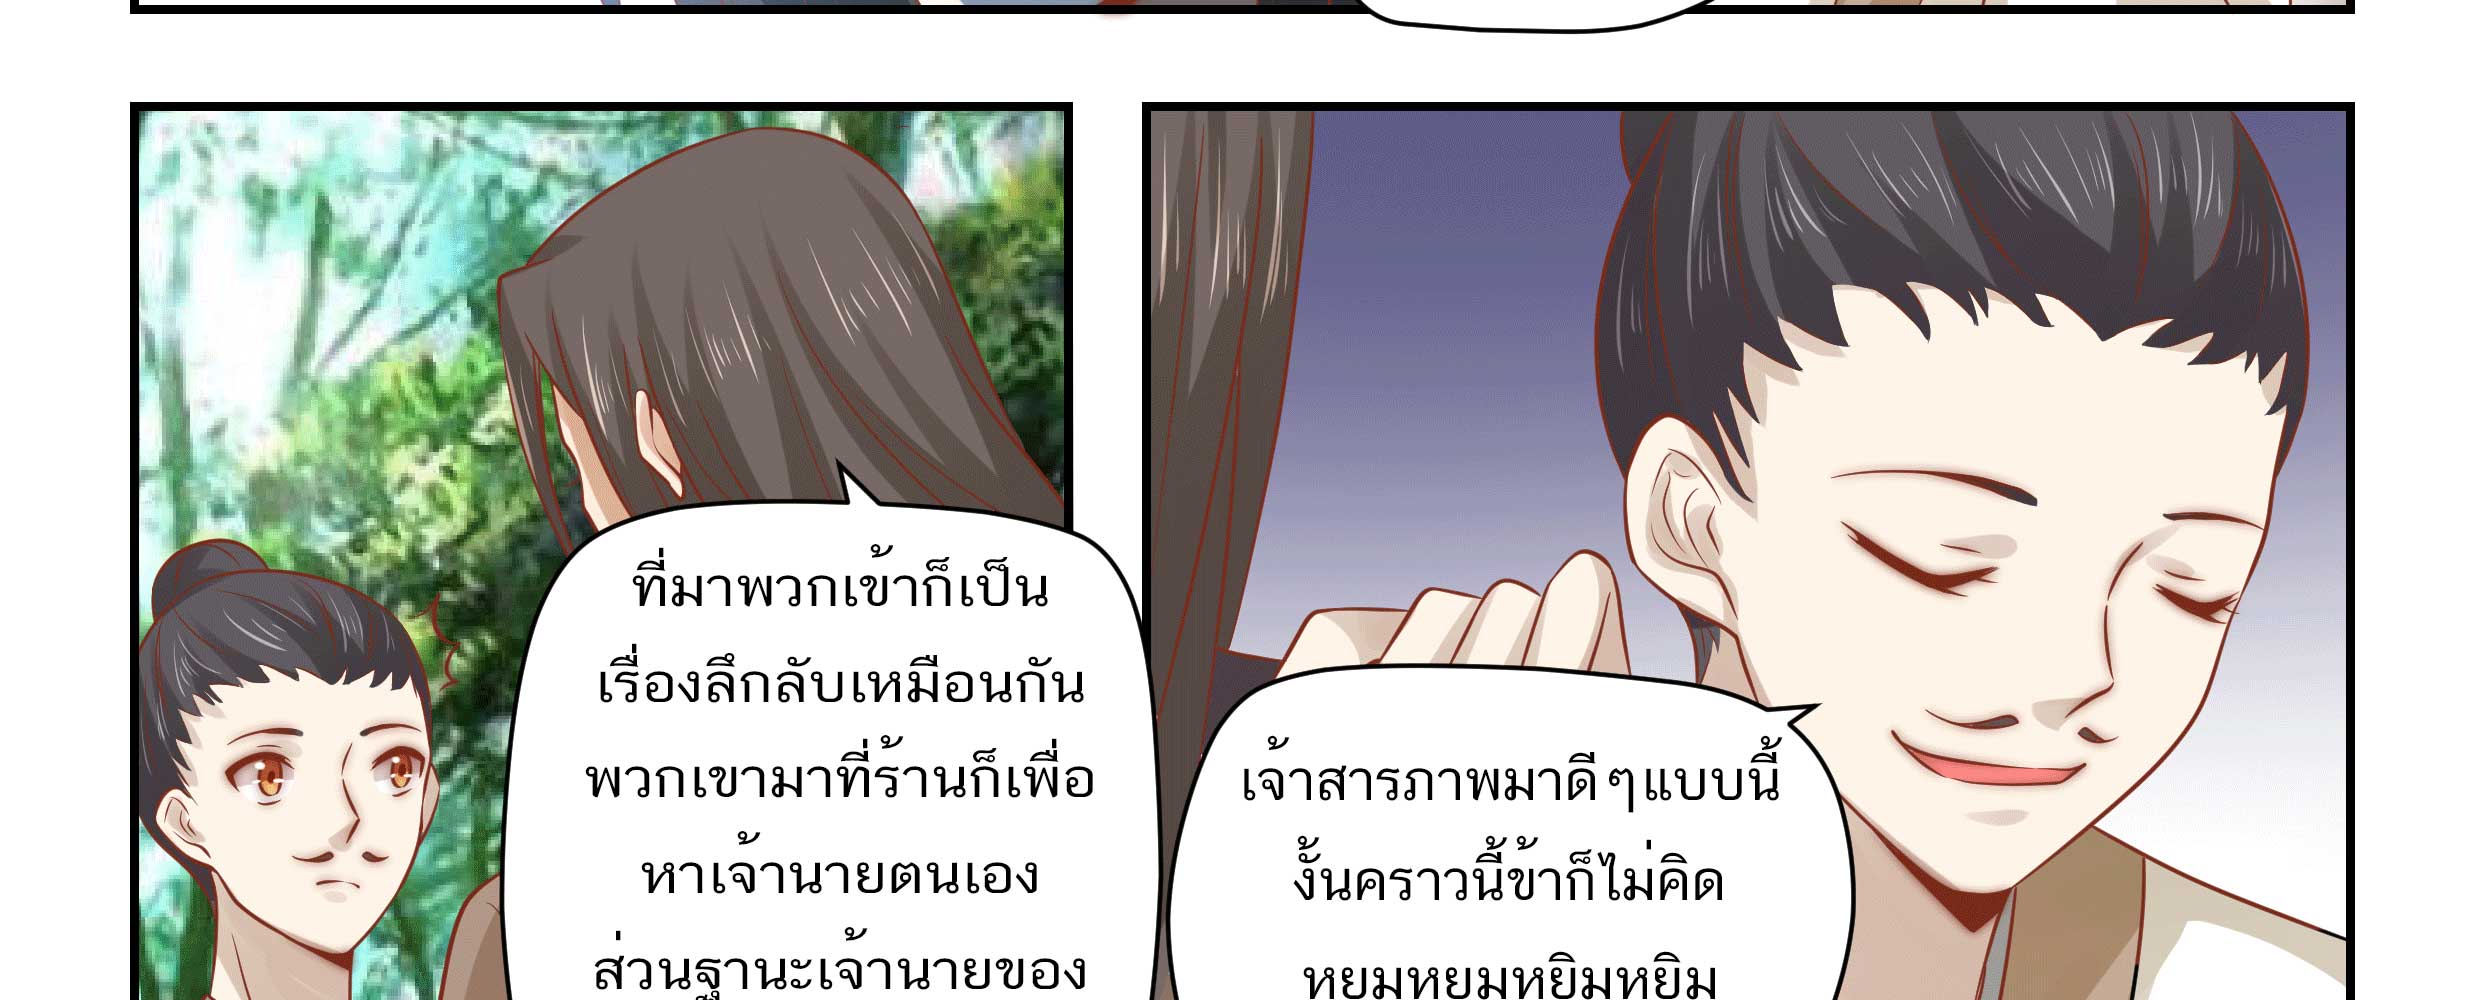 ที่มาพวกเข้าก็เป็น
เรื่องลึกลับเหมือนกัน
พวกเขามาที่ร้านก็เพื่อ
หาเจ้านายตนเอง
ส่วนฐานะเจ้านายของ
เจ้าสารภาพมาดีๆแบบนี้
งั้นคราวนี้ข้าก็ไม่คิด
หยุมหยุมหยิมหยิม